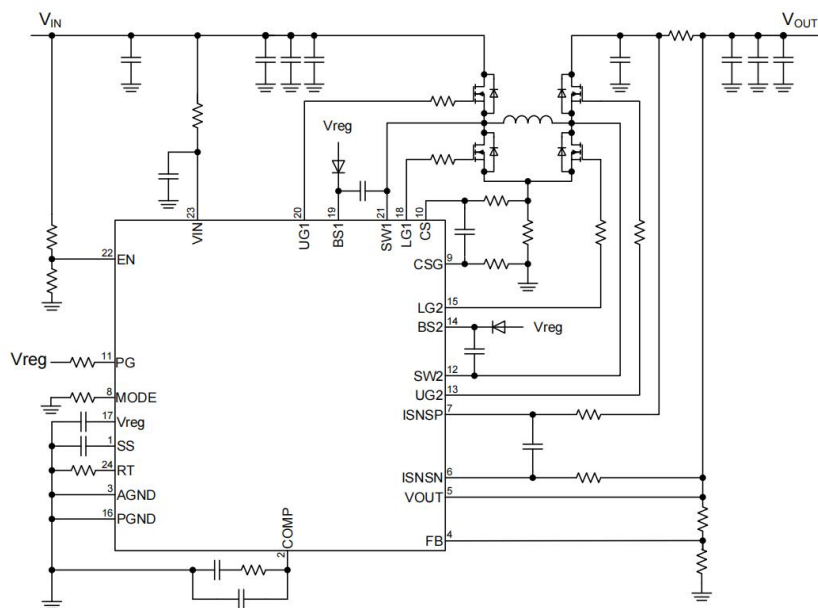 VIN
VOUT
Vreg
23
VIN
20
UG1
19
BS1
21
SW1
18
LG1
10
CS
22
EN
9
CSG
15
LG2
14
BS2
Vreg
12
SW2
13
UG2
7
ISNSP
6
ISNSN
5
VOUT
4
FB
Vreg
11
PG
8
MODE
17
Vreg
1
SS
24
RT
3
AGND
16
PGND
2
COMP